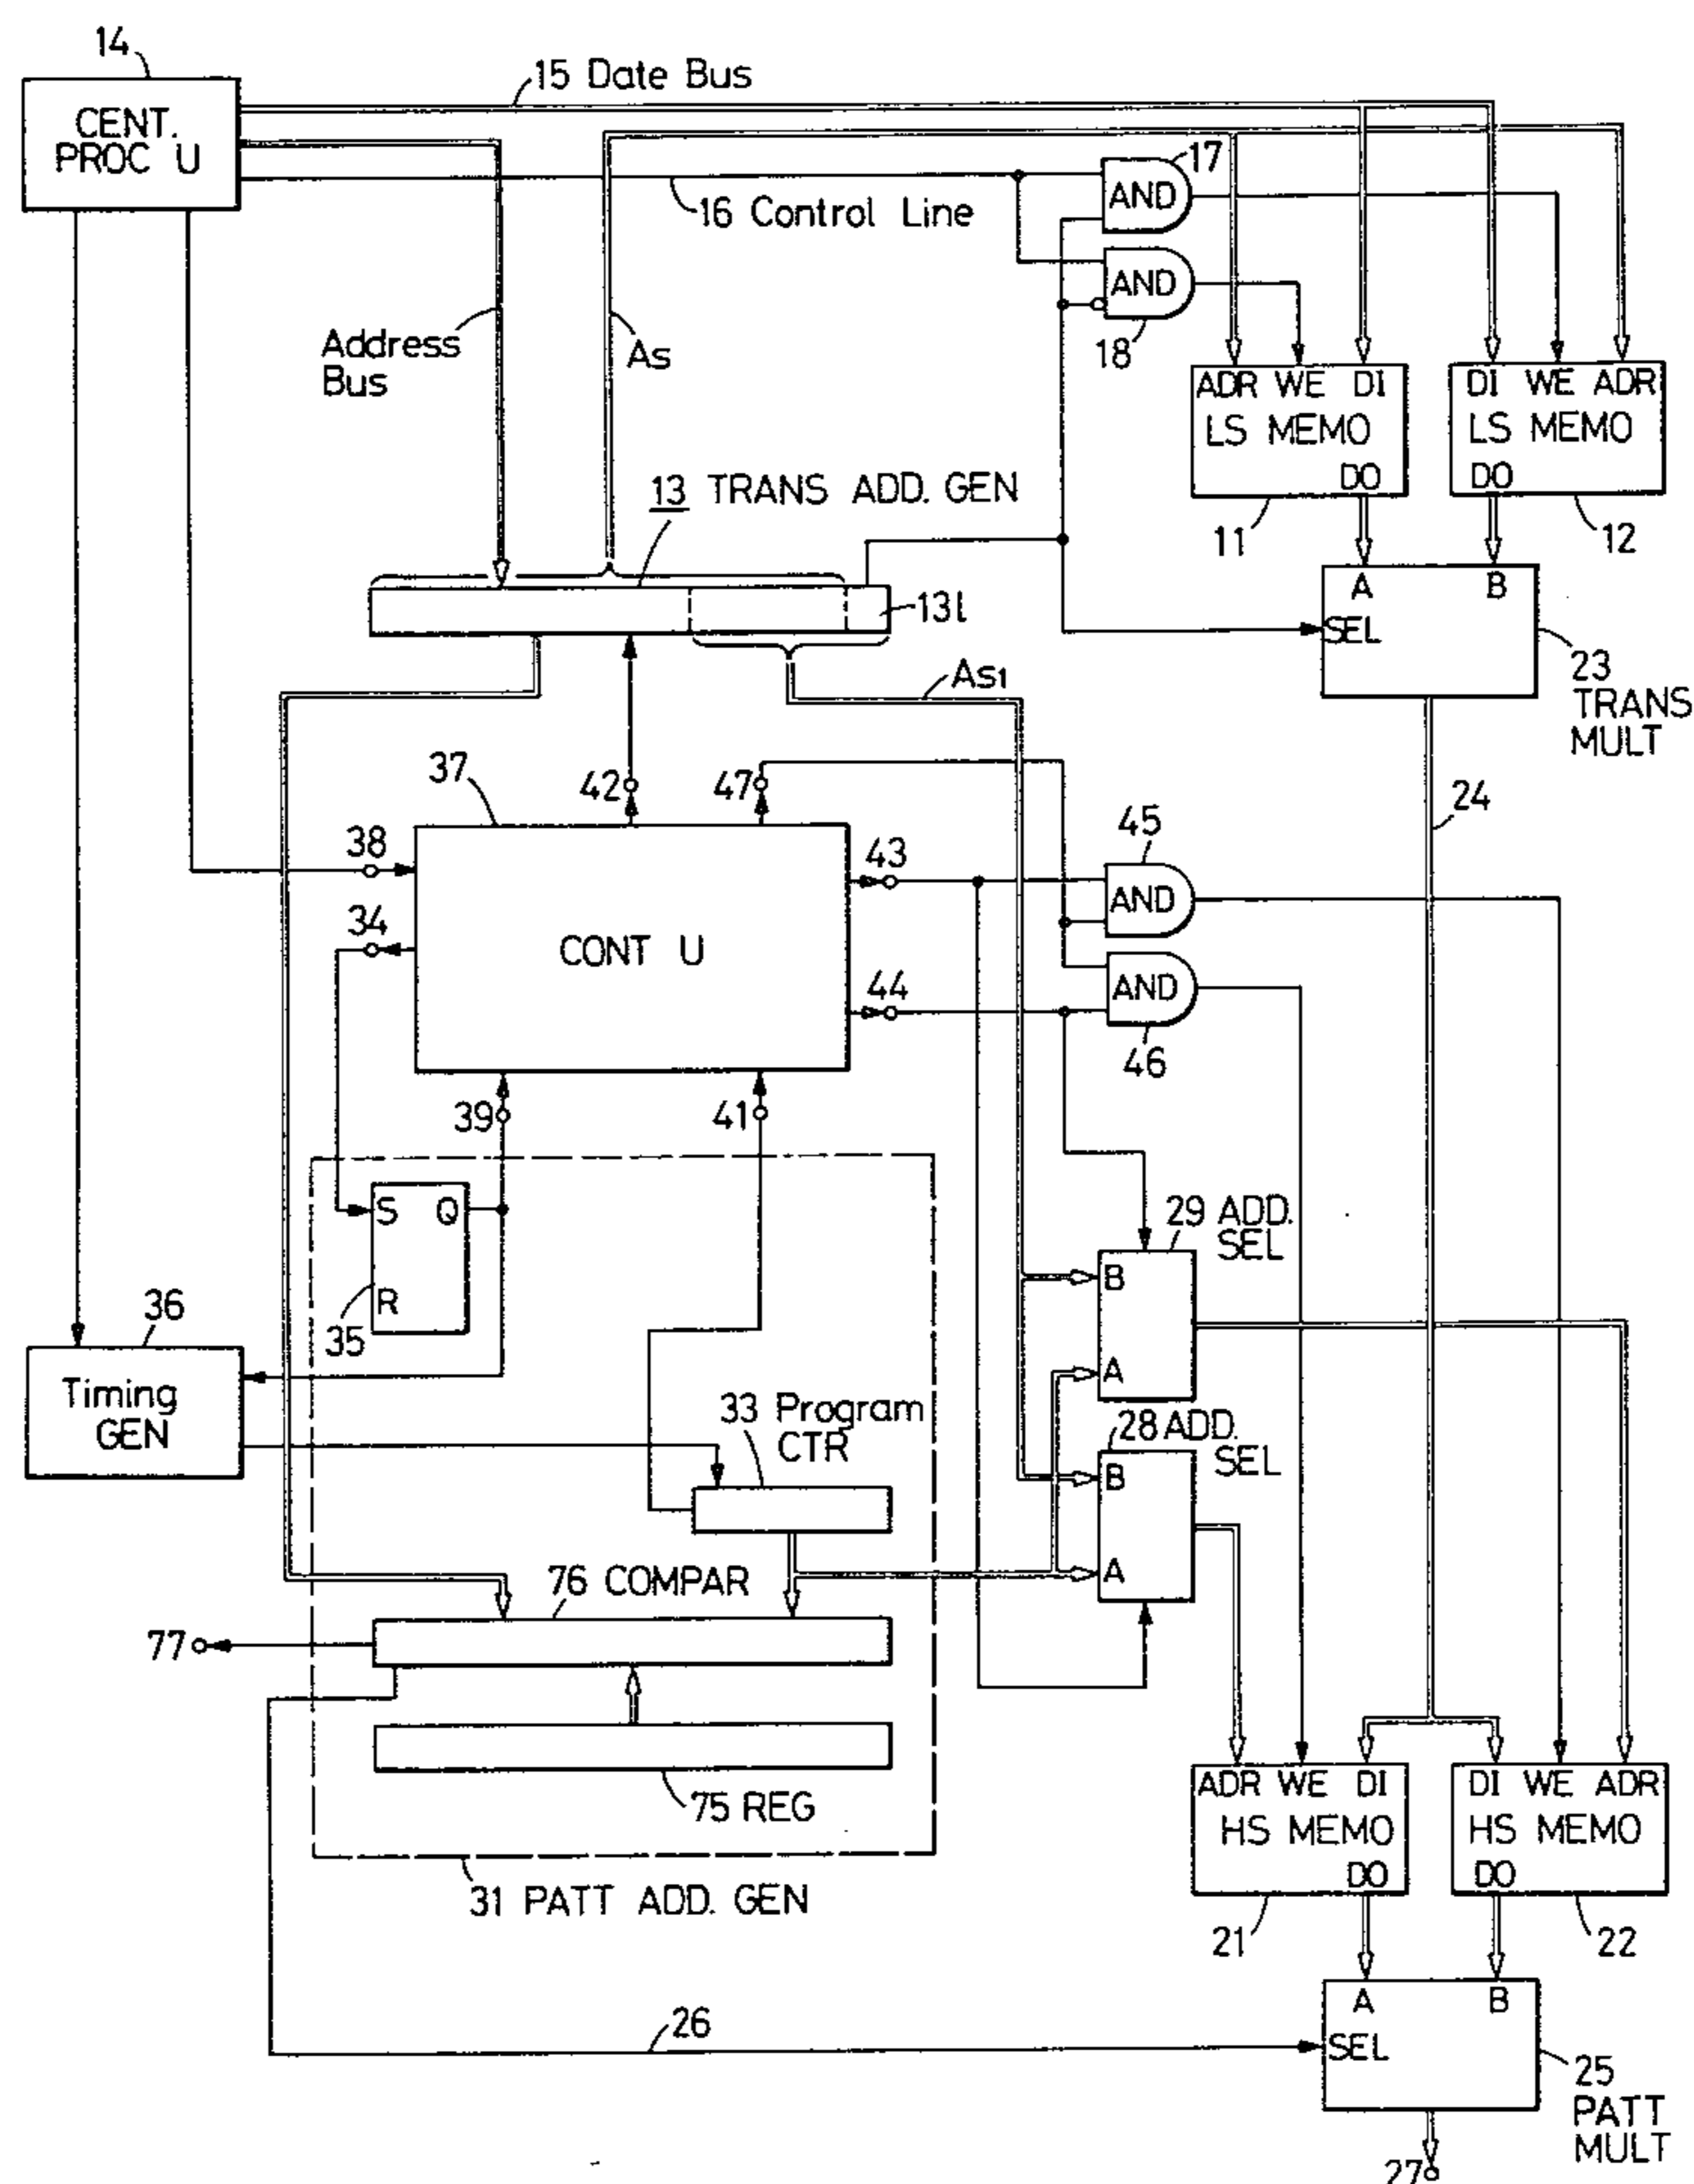 14
CENT.
PROC U
15 Date Bus
17
AND
16 Control Line
AND
18
Address
Bus
As
ADR WE DI
LS MEMO
DO
DI WE ADR
LS MEMO
DO
11
12
13 TRANS ADD. GEN
13l
A B
SEL
23
TRANS
MULT
As1
37
42
47
24
38
43
45
AND
34
CONT U
44
AND
46
39
41
S Q
R
35
29 ADD.
SEL
B
A
36
Timing
GEN
33 Program
CTR
28 ADD.
SEL
B
A
76 COMPAR
77
75 REG
ADR WE DI
HS MEMO
DO
DI WE ADR
HS MEMO
DO
31 PATT ADD. GEN
21
22
26
A B
SEL
25
PATT
MULT
27